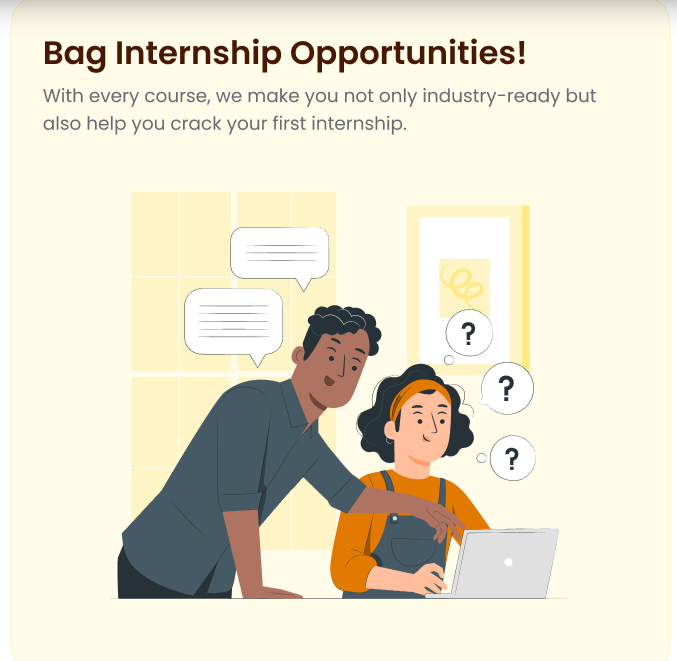 Bag Internship Opportunities!
With every course, we make you not only industry-ready but
also help you crack your first internship.
?
?
?